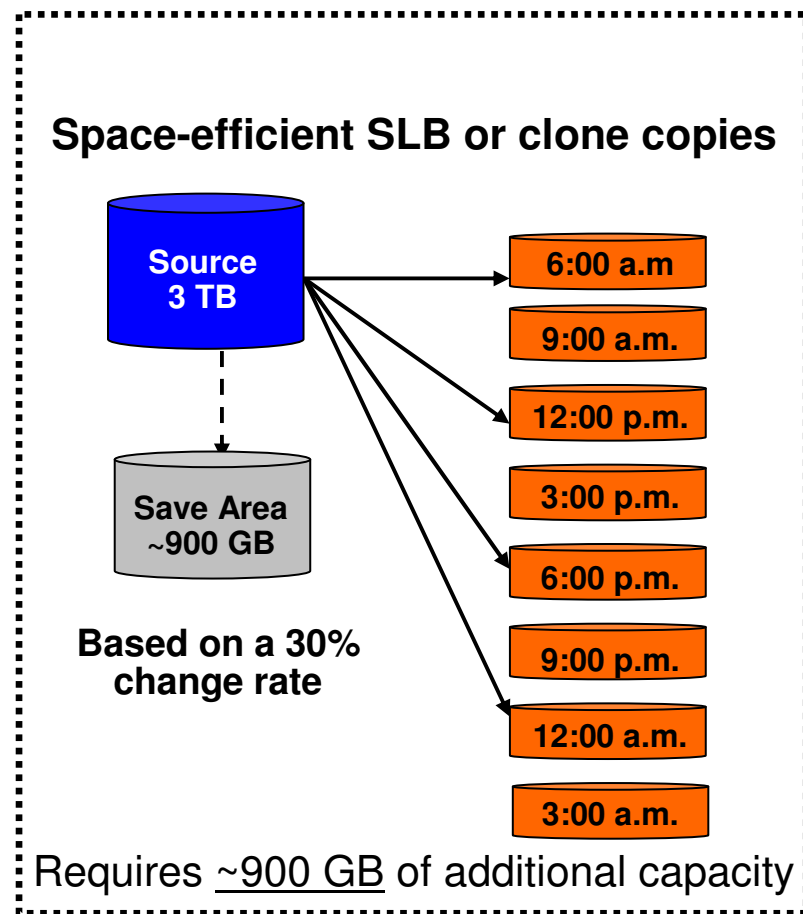 Space-efficient SLB or clone copies
Source
3 TB
Save Area
~900 GB
Based on a 30%
change rate
6:00 a.m
9:00 a.m.
12:00 p.m.
3:00 p.m.
6:00 p.m.
9:00 p.m.
12:00 a.m.
3:00 a.m.
Requires ~900 GB of additional capacity